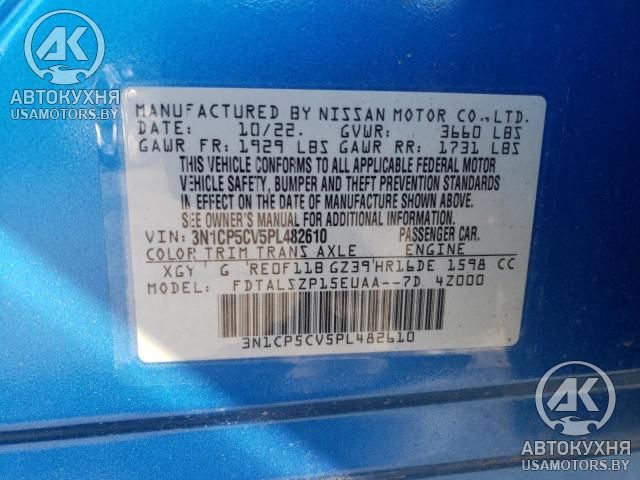 AK
АВТОКУХНЯ
USAMOTORS.BY
MANUFACTURED BY NISSAN MOTOR CO.,LTD.
DATE: 10/22. GVWR: 3660 LBS
GAWR FR: 1929 LBS GAWR RR: 1731 LBS
THIS VEHICLE CONFORMS TO ALL APPLICABLE FEDERAL MOTOR
VEHICLE SAFETY, BUMPER AND THEFT PREVENTION STANDARDS
IN EFFECT ON THE DATE OF MANUFACTURE SHOWN ABOVE.
SEE OWNER'S MANUAL FOR ADDITIONAL INFORMATION.
VIN: 3N1CP5CV5PL482610 PASSENGER CAR.
COLOR TRIM TRANS AXLE ENGINE
XGY G RE0F11B GZ39 HR16DE 1598 CC
MODEL: FDTALSZP15EUAA--7D 4Z000
3N1CP5CV5PL482610
AK
АВТОКУХНЯ
USAMOTORS.BY